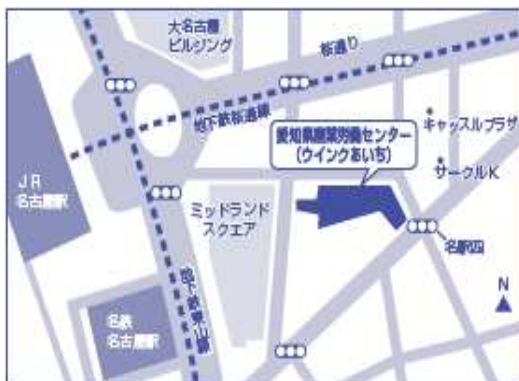 大名古屋
ビルヂング
桜通り
地下鉄桜通線
愛知県産業労働センター
(ウインクあいち)
キャッスルプラザ
サークルK
JR
名古屋駅
ミッドランド
スクエア
名駅四
N
地下鉄東山線
名鉄
名古屋駅